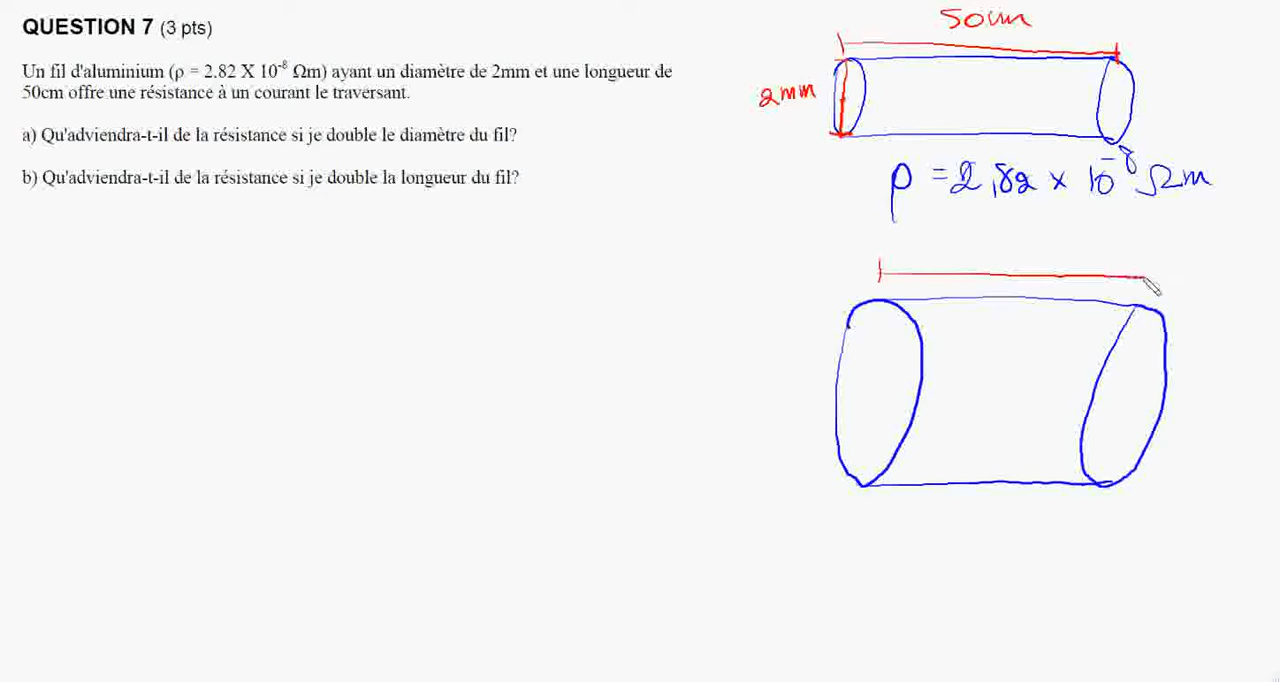 QUESTION 7 (3 pts)
Un fil d'aluminium (ρ = 2.82 X 10⁻⁸ Ωm) ayant un diamètre de 2mm et une longueur de
50cm offre une résistance à un courant le traversant.
a) Qu'adviendra-t-il de la résistance si je double le diamètre du fil?
b) Qu'adviendra-t-il de la résistance si je double la longueur du fil?
50cm
2mm
ρ = 2,82 × 10⁻⁸ Ωm